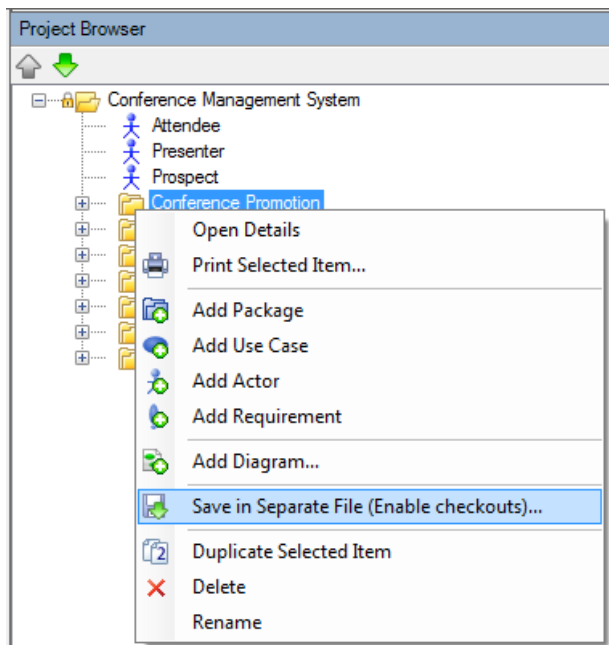 Project Browser
Conference Management System
Attendee
Presenter
Prospect
Conference Promotion
Open Details
Print Selected Item...
Add Package
Add Use Case
Add Actor
Add Requirement
Add Diagram...
Save in Separate File (Enable checkouts)...
2
Duplicate Selected Item
Delete
Rename